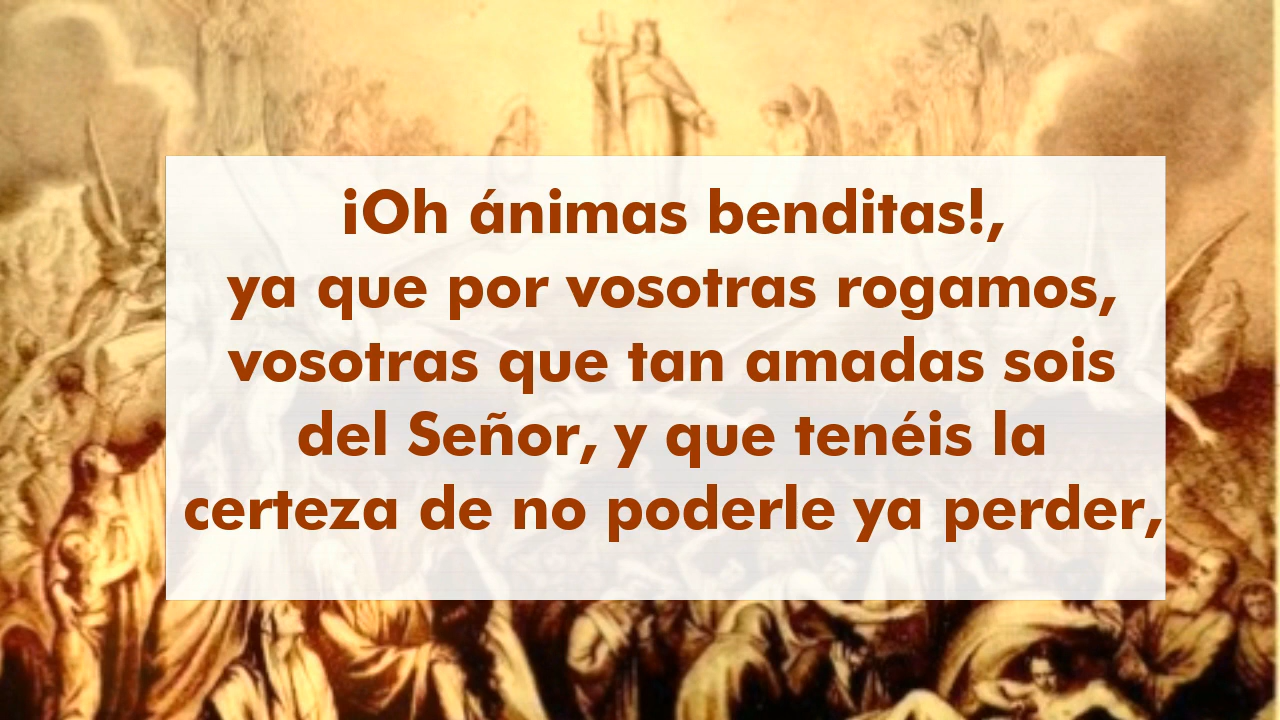 ¡Oh ánimas benditas!,
ya que por vosotras rogamos,
vosotras que tan amadas sois
del Señor, y que tenéis la
certeza de no poderle ya perder,